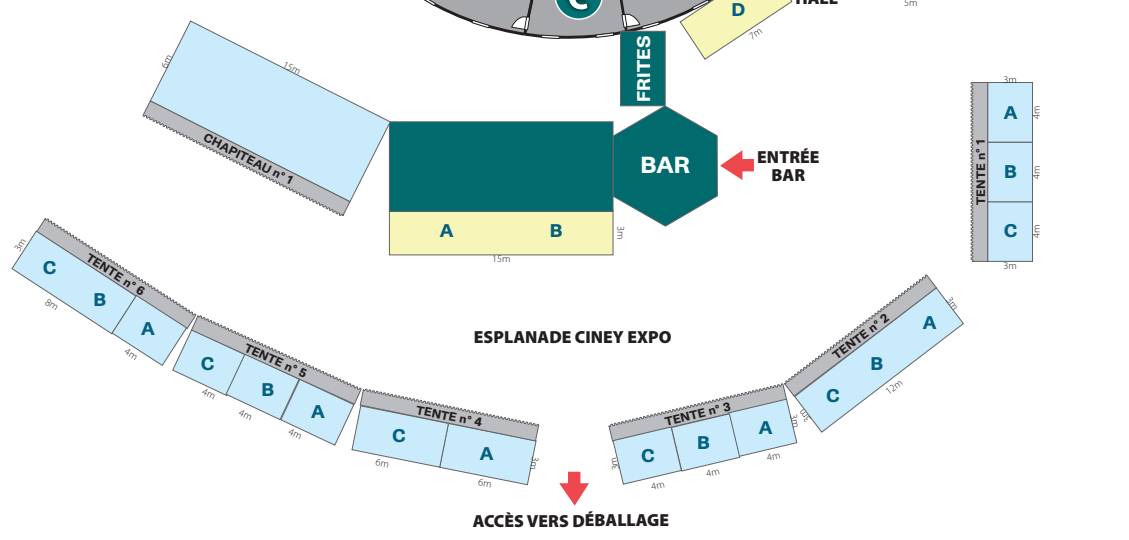 C
HALL
5m
D
7m
FRITES
6m
15m
CHAPITEAU n° 1
BAR
ENTRÉE
BAR
A
B
3m
15m
3m
TENTE n° 1
A
4m
B
4m
C
4m
3m
3m
TENTE n° 6
C
B
A
8m
4m
TENTE n° 5
C
B
A
4m
4m
4m
ESPLANADE CINEY EXPO
TENTE n° 4
C
A
3m
6m
6m
TENTE n° 3
C
B
A
3m
3m
4m
4m
4m
TENTE n° 2
A
B
C
3m
3m
12m
ACCÈS VERS DÉBALLAGE